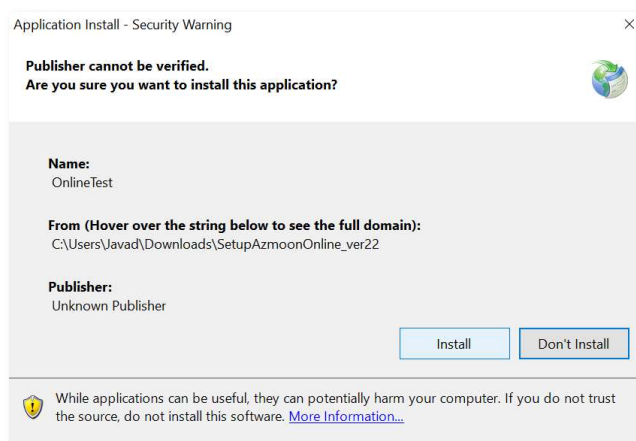 Application Install - Security Warning
Publisher cannot be verified.
Are you sure you want to install this application?
Name:
OnlineTest
From (Hover over the string below to see the full domain):
C:\Users\Javad\Downloads\SetupAzmoonOnline_ver22
Publisher:
Unknown Publisher
Install
Don't Install
While applications can be useful, they can potentially harm your computer. If you do not trust
the source, do not install this software. More Information...